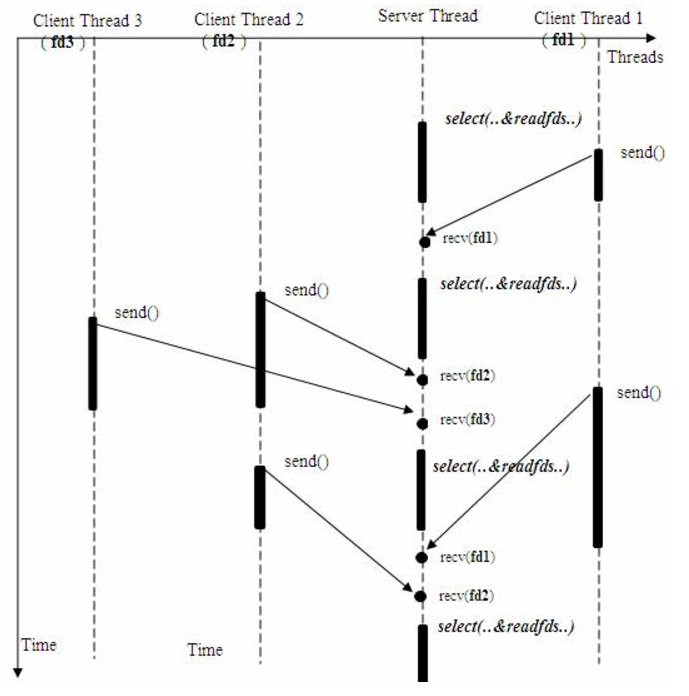 Client Thread 3
( fd3 )
Client Thread 2
( fd2 )
Server Thread
Client Thread 1
( fd1 )
Threads
select(..&readfds..)
send()
recv(fd1)
select(..&readfds..)
send()
send()
recv(fd2)
send()
recv(fd3)
send()
select(..&readfds..)
recv(fd1)
recv(fd2)
select(..&readfds..)
Time
Time